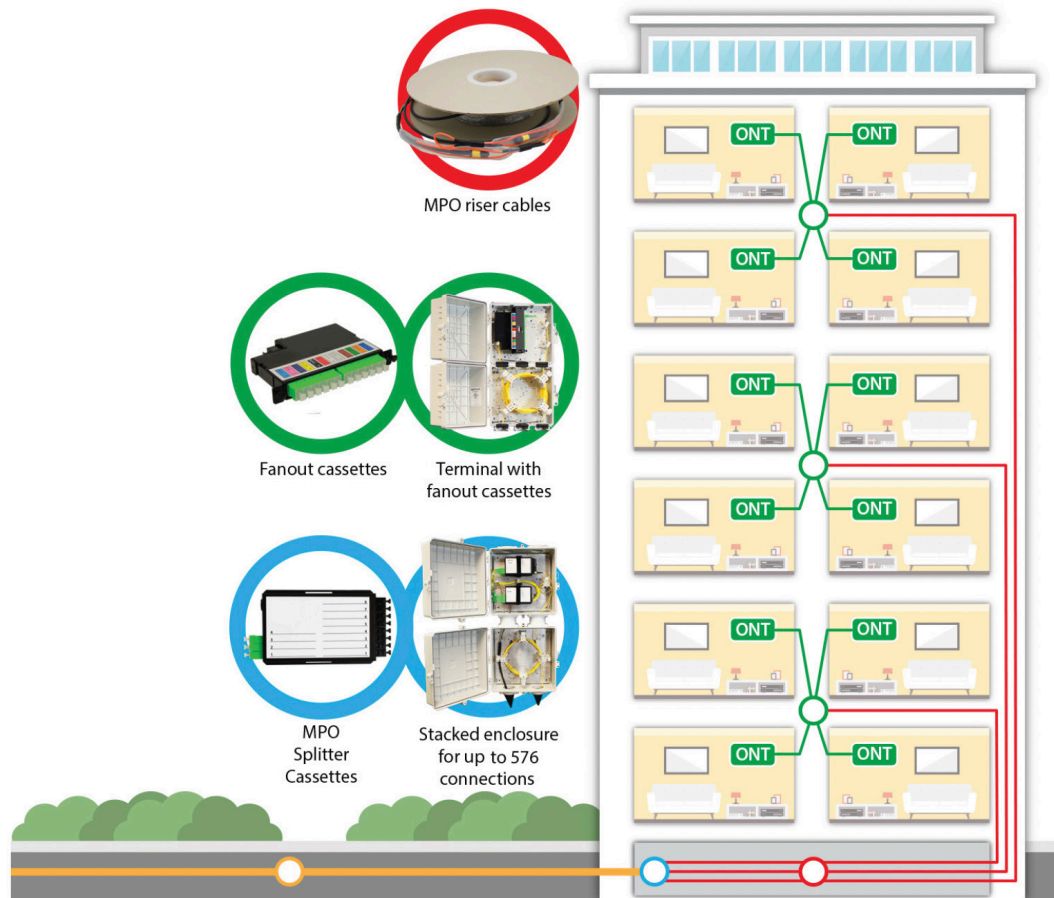 MPO riser cables
Fanout cassettes
Terminal with
fanout cassettes
MPO
Splitter
Cassettes
Stacked enclosure
for up to 576
connections
ONT
ONT
ONT
ONT
ONT
ONT
ONT
ONT
ONT
ONT
ONT
ONT